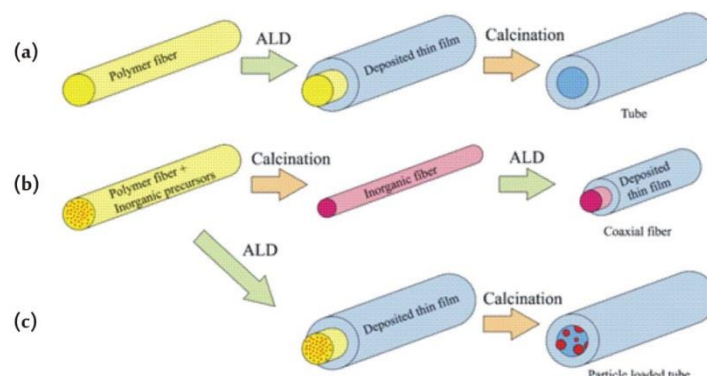 (a)
Polymer fiber
ALD
Deposited thin film
Calcination
Tube
(b)
Polymer fiber +
Inorganic precursors
Calcination
Inorganic fiber
ALD
Deposited
thin film
Coaxial fiber
ALD
(c)
Deposited thin film
Calcination
Particle loaded tube